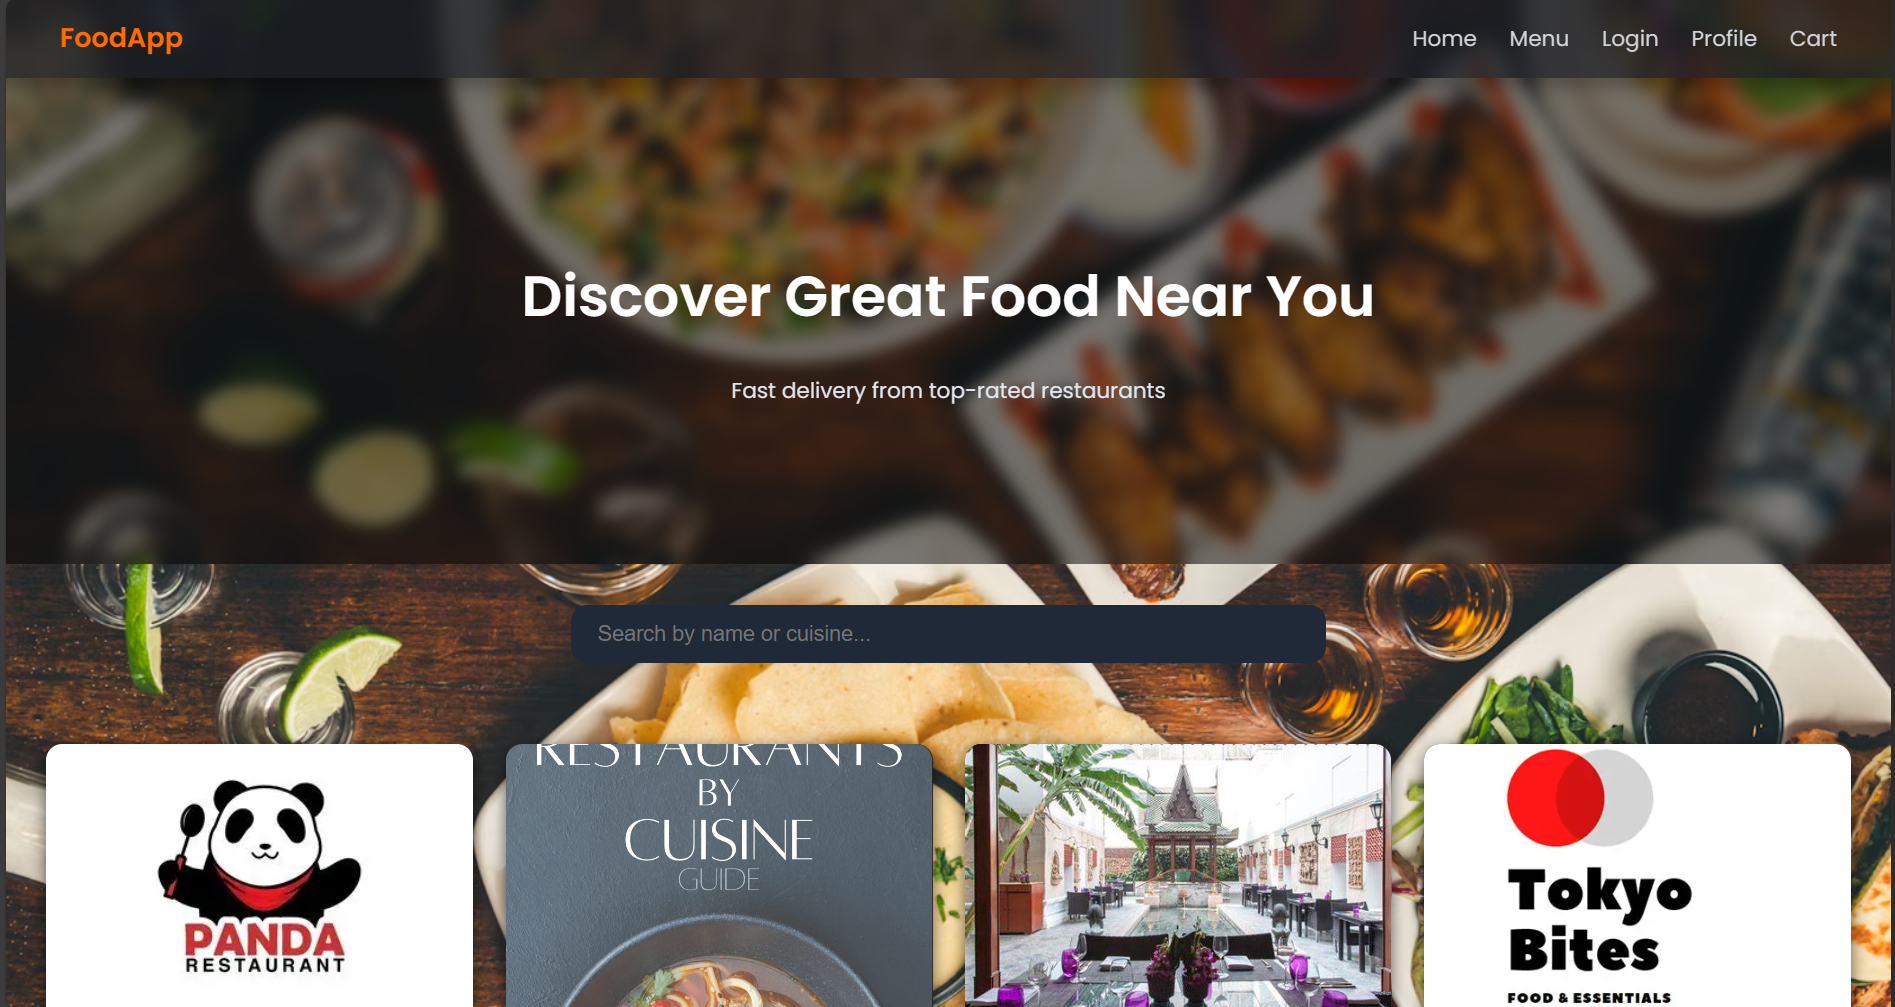 FoodApp
Home Menu Login Profile Cart
Discover Great Food Near You
Fast delivery from top-rated restaurants
Search by name or cuisine...
PANDA
RESTAURANT
RESTAURANTS
BY
CUISINE
GUIDE
Tokyo
Bites
FOOD & ESSENTIALS